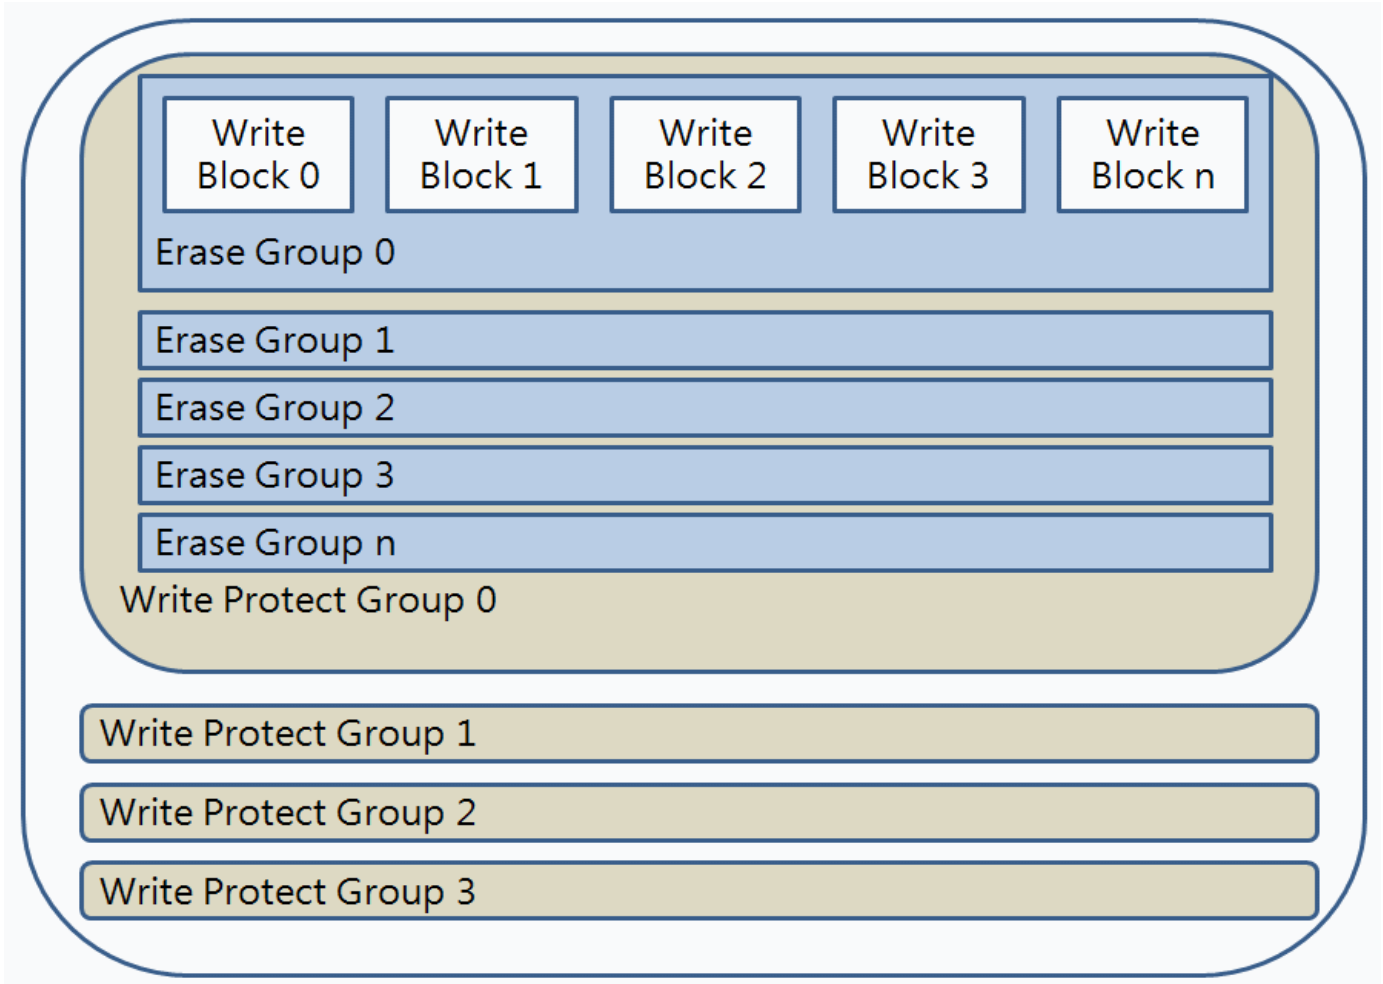 Write
Block 0
Write
Block 1
Write
Block 2
Write
Block 3
Write
Block n
Erase Group 0
Erase Group 1
Erase Group 2
Erase Group 3
Erase Group n
Write Protect Group 0
Write Protect Group 1
Write Protect Group 2
Write Protect Group 3